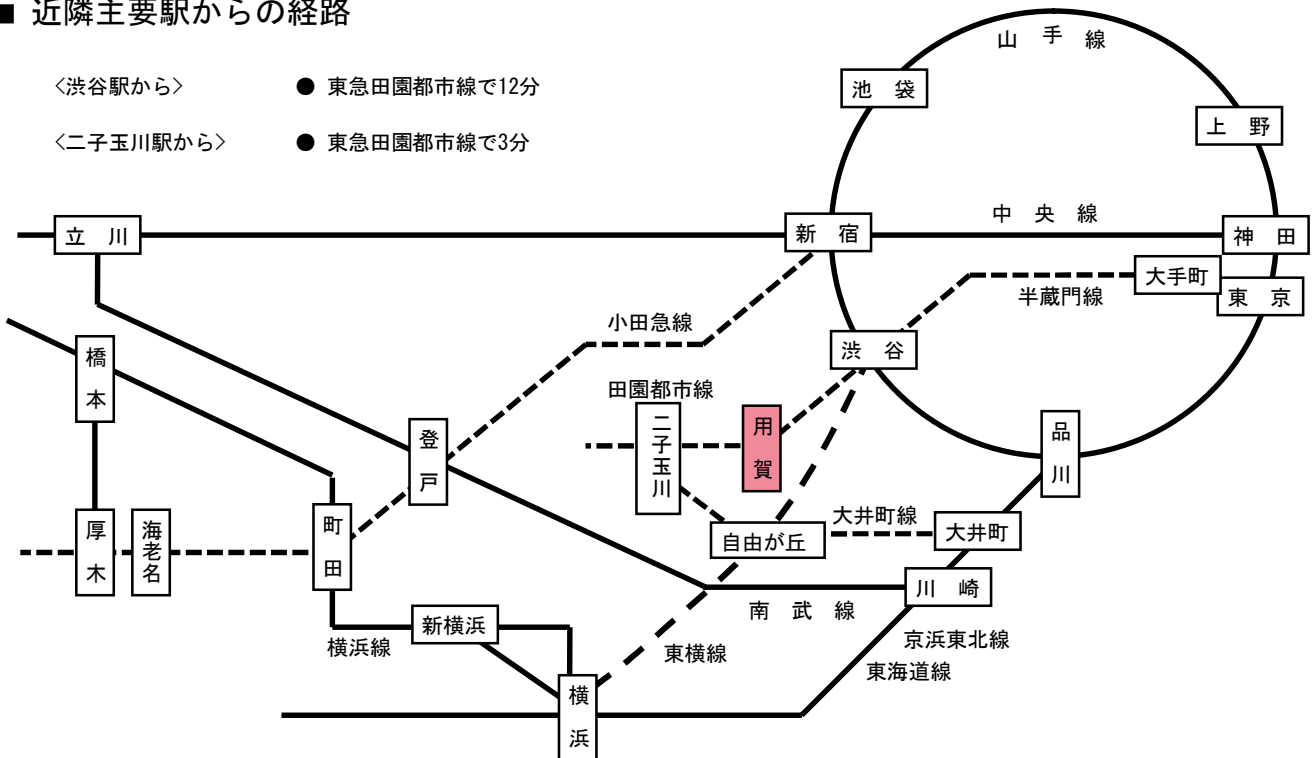 ■ 近隣主要駅からの経路
<渋谷駅から> ● 東急田園都市線で12分
<二子玉川駅から> ● 東急田園都市線で3分
山 手 線
池 袋
上 野
中 央 線
立 川
新 宿
神 田
大手町
半蔵門線
東 京
小田急線
橋本
渋 谷
田園都市線
二子玉川
用賀
登戸
品川
厚木
海老名
町田
大井町線
自由が丘
大井町
川 崎
南 武 線
新横浜
横浜線
東横線
京浜東北線
東海道線
横浜